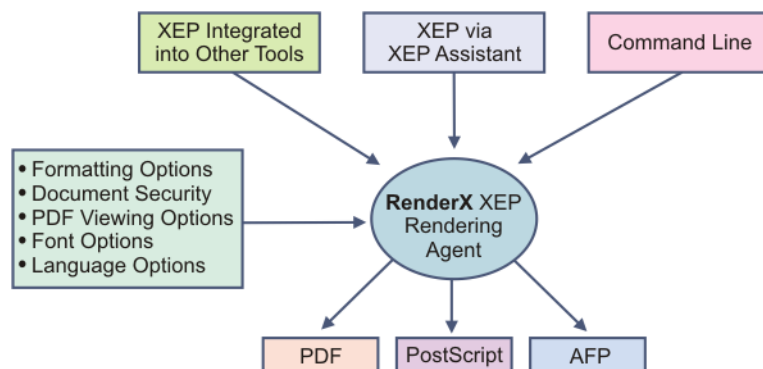 XEP Integrated
into Other Tools
XEP via
XEP Assistant
Command Line
• Formatting Options
• Document Security
• PDF Viewing Options
• Font Options
• Language Options
RenderX XEP
Rendering
Agent
PDF
PostScript
AFP